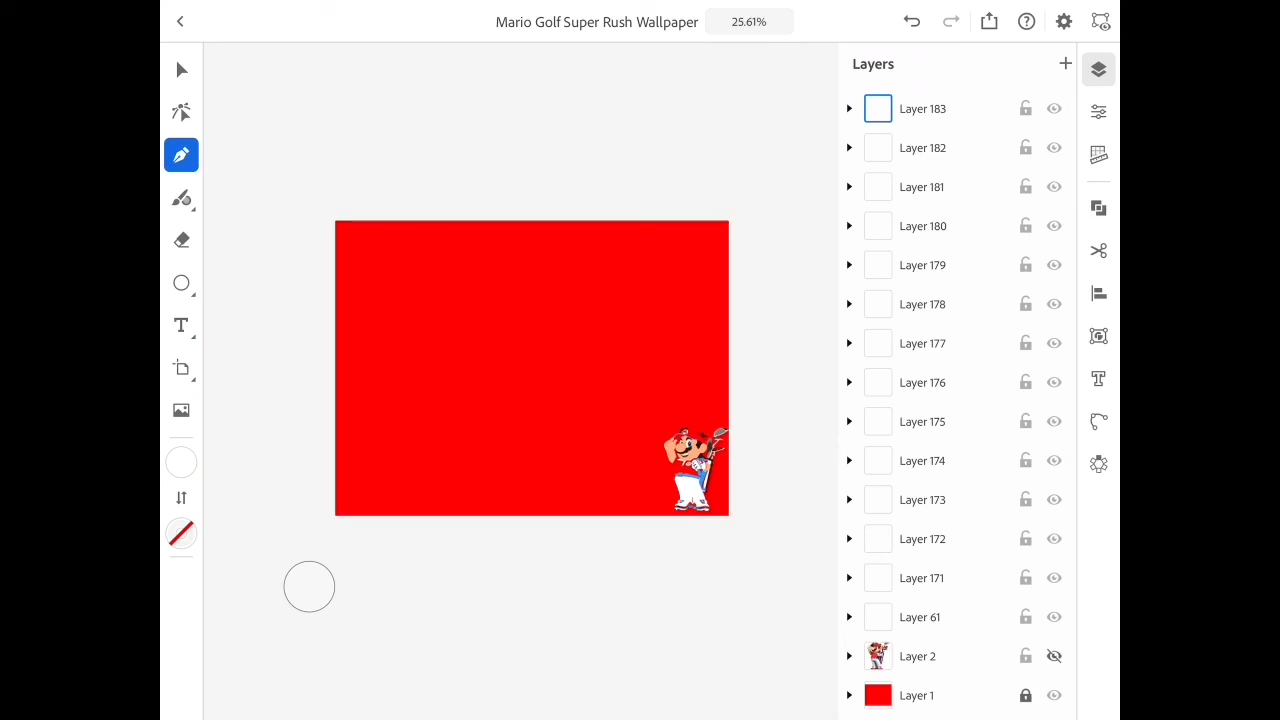 Mario Golf Super Rush Wallpaper 25.61%
Layers
Layer 183
Layer 182
Layer 181
Layer 180
Layer 179
Layer 178
Layer 177
Layer 176
Layer 175
Layer 174
Layer 173
Layer 172
Layer 171
Layer 61
Layer 2
Layer 1